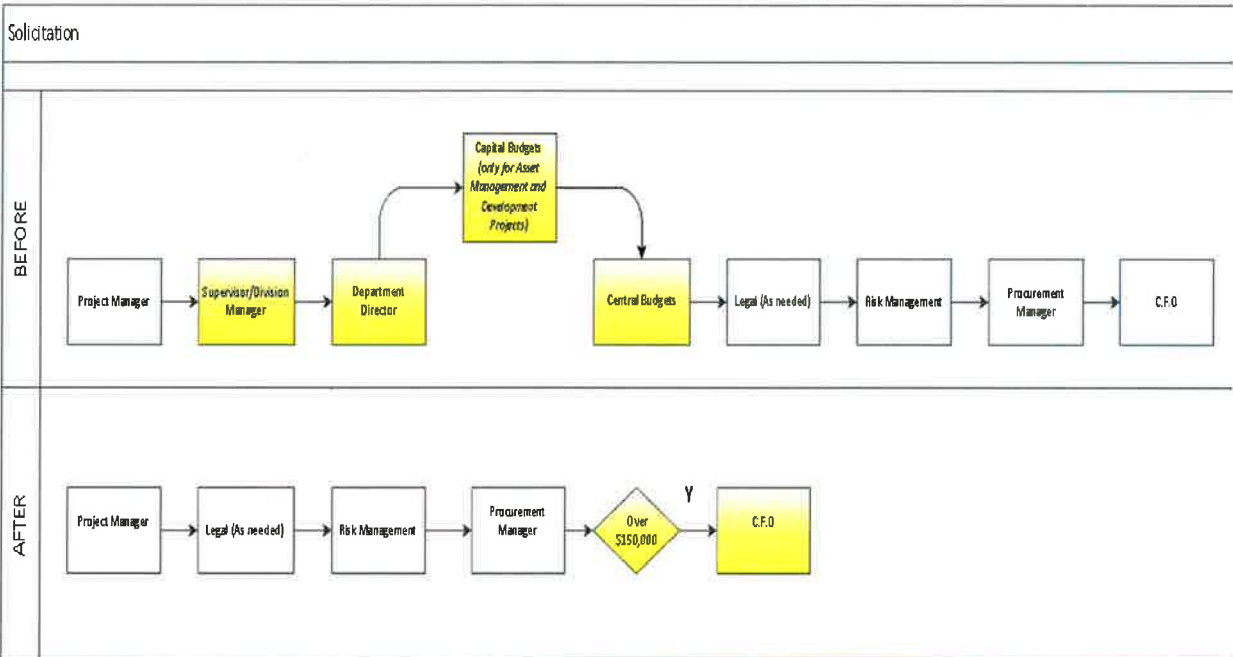 Solicitation
BEFORE
Capital Budgets
(only for Asset
Management and
Development
Projects)
Project Manager
Supervisor/Division
Manager
Department
Director
Central Budgets
Legal (As needed)
Risk Management
Procurement
Manager
C.F.O
AFTER
Project Manager
Legal (As needed)
Risk Management
Procurement
Manager
Over
$150,000
Y
C.F.O